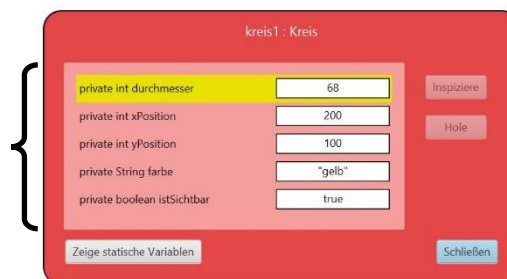 kreis1 : Kreis
private int durchmesser 68
private int xPosition 200
private int yPosition 100
private String farbe "gelb"
private boolean istSichtbar true
Inspiziere
Hole
Zeige statische Variablen
Schließen